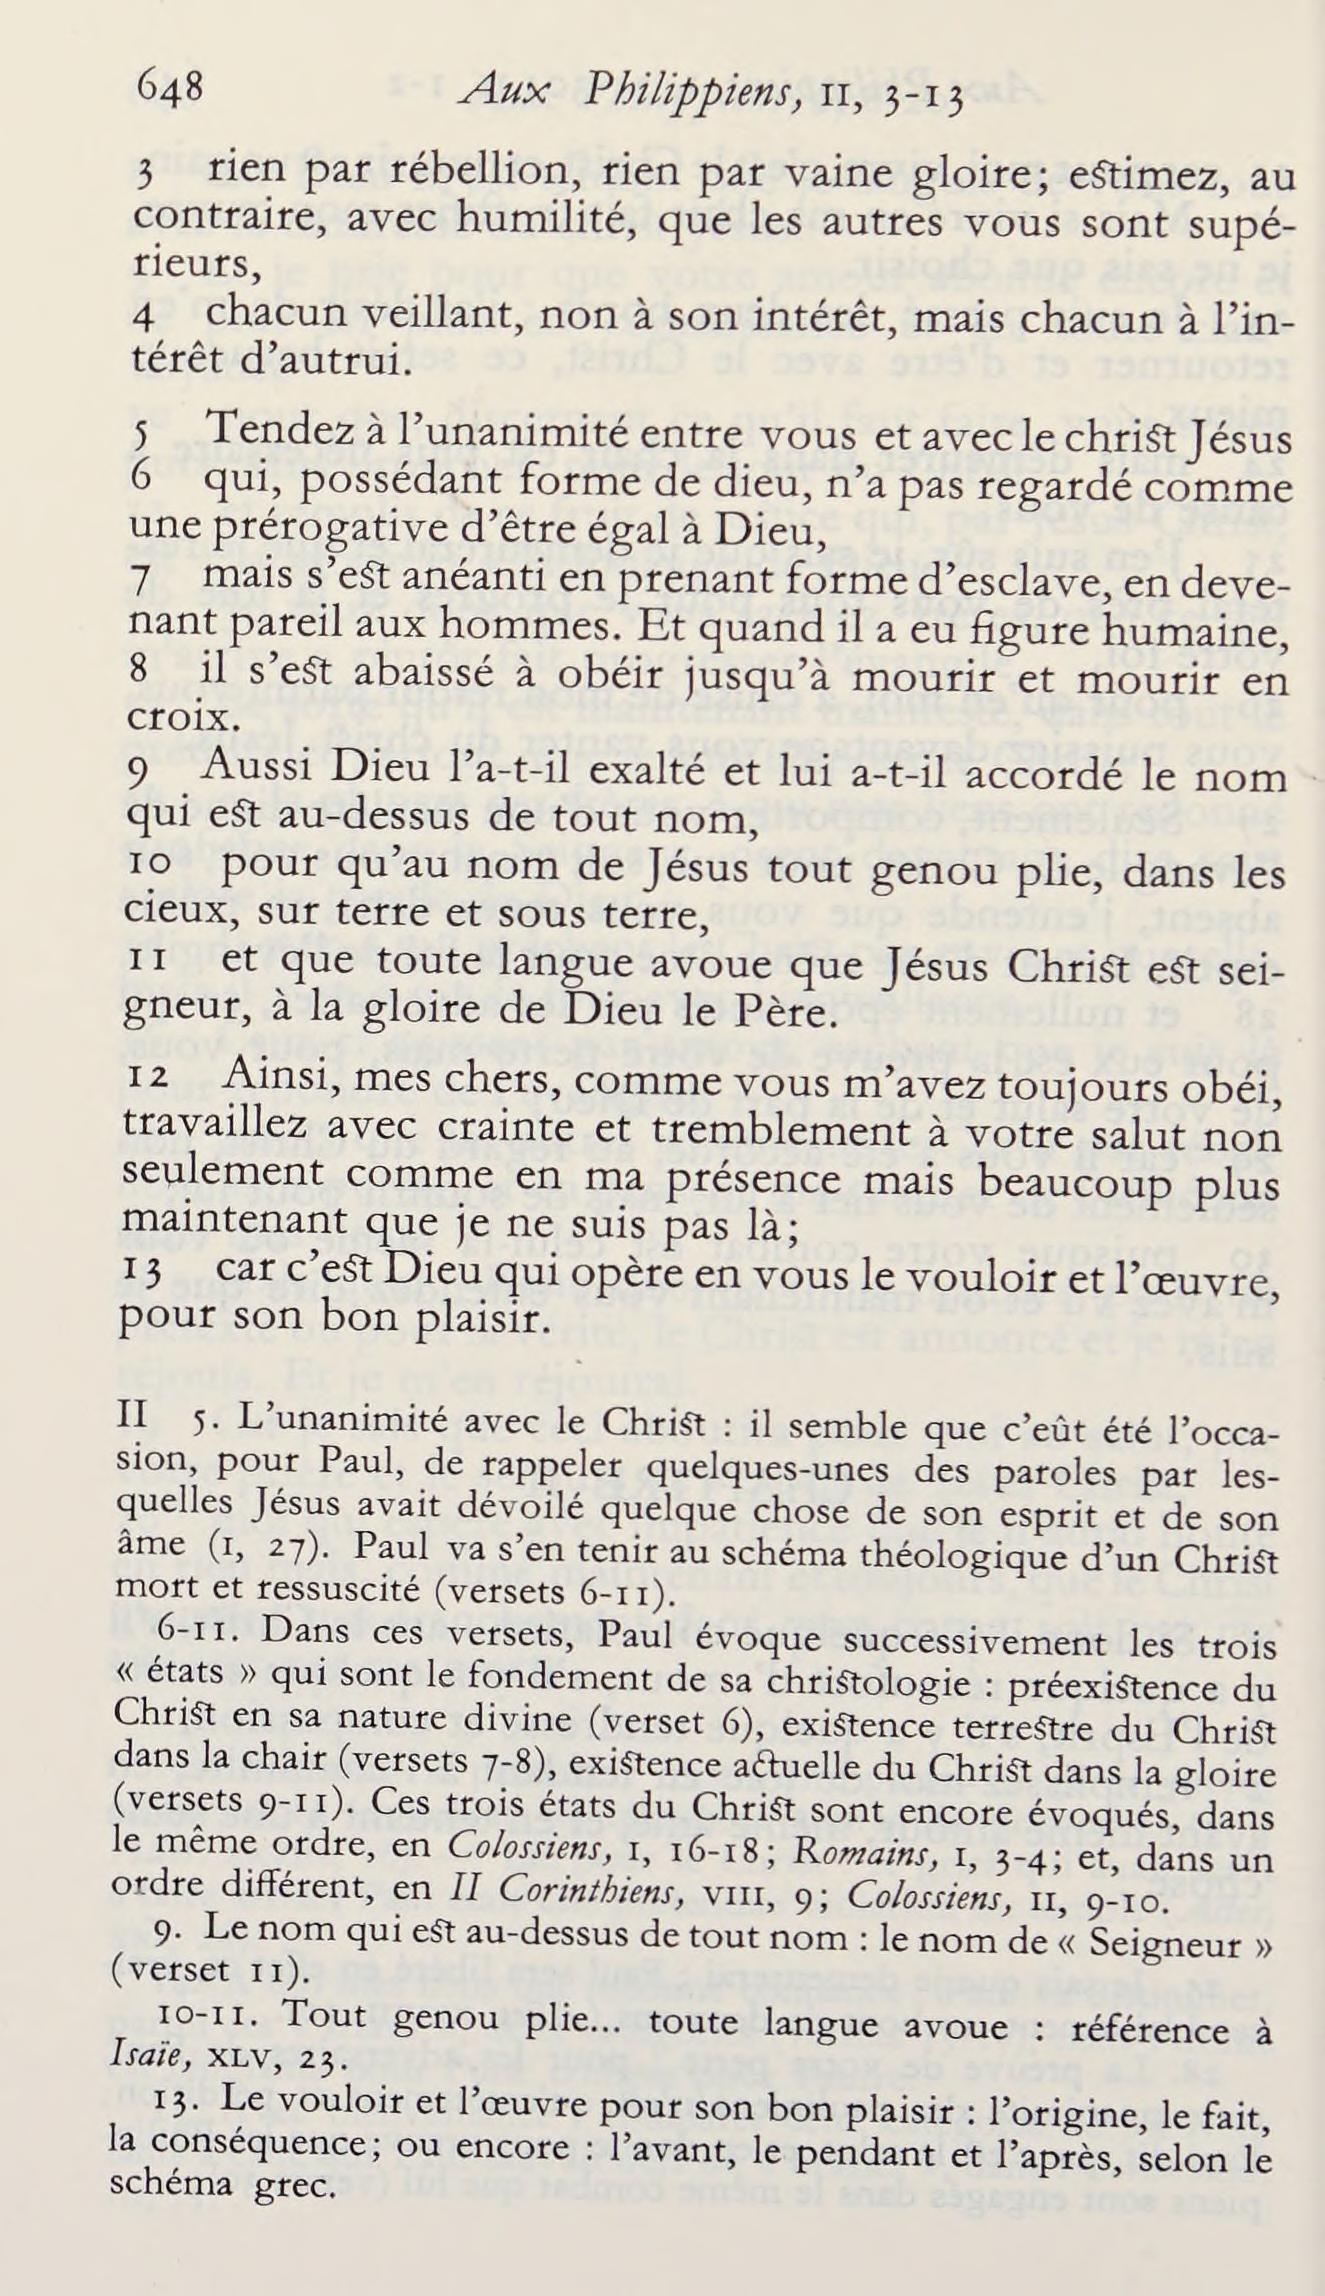 648 Aux Philippiens, II, 3-13
3 rien par rébellion, rien par vaine gloire; estimez, au
contraire, avec humilité, que les autres vous sont supé-
rieurs,
4 chacun veillant, non à son intérêt, mais chacun à l'in-
térêt d'autrui.
5 Tendez à l'unanimité entre vous et avec le christ Jésus
6 qui, possédant forme de dieu, n'a pas regardé comme
une prérogative d'être égal à Dieu,
7 mais s'est anéanti en prenant forme d'esclave, en deve-
nant pareil aux hommes. Et quand il a eu figure humaine,
8 il s'est abaissé à obéir jusqu'à mourir et mourir en
croix.
9 Aussi Dieu l'a-t-il exalté et lui a-t-il accordé le nom
qui est au-dessus de tout nom,
10 pour qu'au nom de Jésus tout genou plie, dans les
cieux, sur terre et sous terre,
11 et que toute langue avoue que Jésus Christ est sei-
gneur, à la gloire de Dieu le Père.
12 Ainsi, mes chers, comme vous m'avez toujours obéi,
travaillez avec crainte et tremblement à votre salut non
seulement comme en ma présence mais beaucoup plus
maintenant que je ne suis pas là;
13 car c'est Dieu qui opère en vous le vouloir et l'œuvre,
pour son bon plaisir.
II 5. L'unanimité avec le Christ : il semble que c'eût été l'occa-
sion, pour Paul, de rappeler quelques-unes des paroles par les-
quelles Jésus avait dévoilé quelque chose de son esprit et de son
âme (I, 27). Paul va s'en tenir au schéma théologique d'un Christ
mort et ressuscité (versets 6-11).
6-11. Dans ces versets, Paul évoque successivement les trois
« états » qui sont le fondement de sa christologie : préexistence du
Christ en sa nature divine (verset 6), existence terrestre du Christ
dans la chair (versets 7-8), existence actuelle du Christ dans la gloire
(versets 9-11). Ces trois états du Christ sont encore évoqués, dans
le même ordre, en Colossiens, I, 16-18; Romains, I, 3-4; et, dans un
ordre différent, en II Corinthiens, VIII, 9; Colossiens, II, 9-10.
9. Le nom qui est au-dessus de tout nom : le nom de « Seigneur »
(verset 11).
10-11. Tout genou plie... toute langue avoue : référence à
Isaïe, XLV, 23.
13. Le vouloir et l'œuvre pour son bon plaisir : l'origine, le fait,
la conséquence; ou encore : l'avant, le pendant et l'après, selon le
schéma grec.